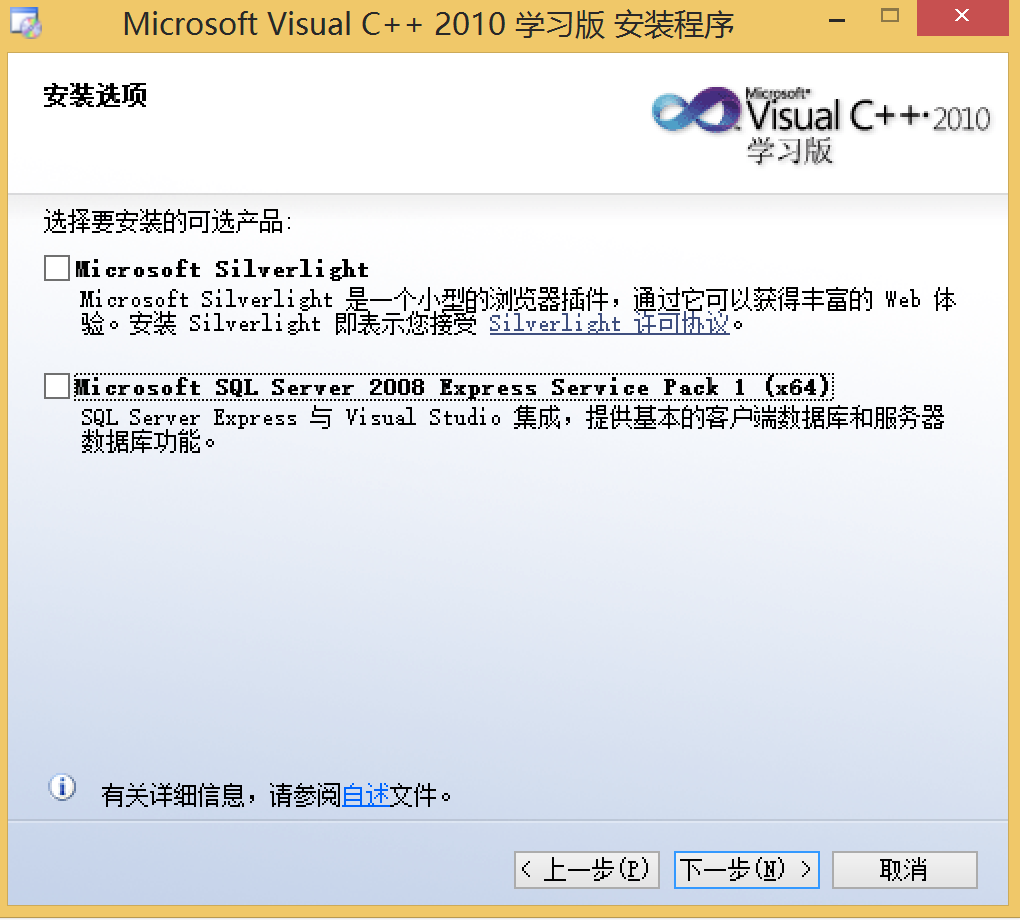 Microsoft Visual C++ 2010 学习版 安装程序
安装选项
Microsoft®
Visual C++ 2010
学习版
选择要安装的可选产品:
Microsoft Silverlight
Microsoft Silverlight 是一个小型的浏览器插件，通过它可以获得丰富的 Web 体
验。安装 Silverlight 即表示您接受 Silverlight 许可协议。
Microsoft SQL Server 2008 Express Service Pack 1 (x64)
SQL Server Express 与 Visual Studio 集成，提供基本的客户端数据库和服务器
数据库功能。
有关详细信息，请参阅自述文件。
< 上一步(P)
下一步(N) >
取消